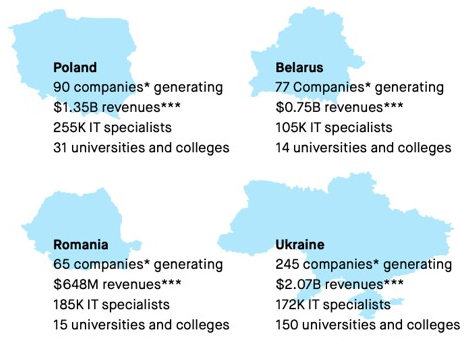 Poland
90 companies* generating
$1.35B revenues***
255K IT specialists
31 universities and colleges
Belarus
77 Companies* generating
$0.75B revenues***
105K IT specialists
14 universities and colleges
Romania
65 companies* generating
$648M revenues***
185K IT specialists
15 universities and colleges
Ukraine
245 companies* generating
$2.07B revenues***
172K IT specialists
150 universities and colleges